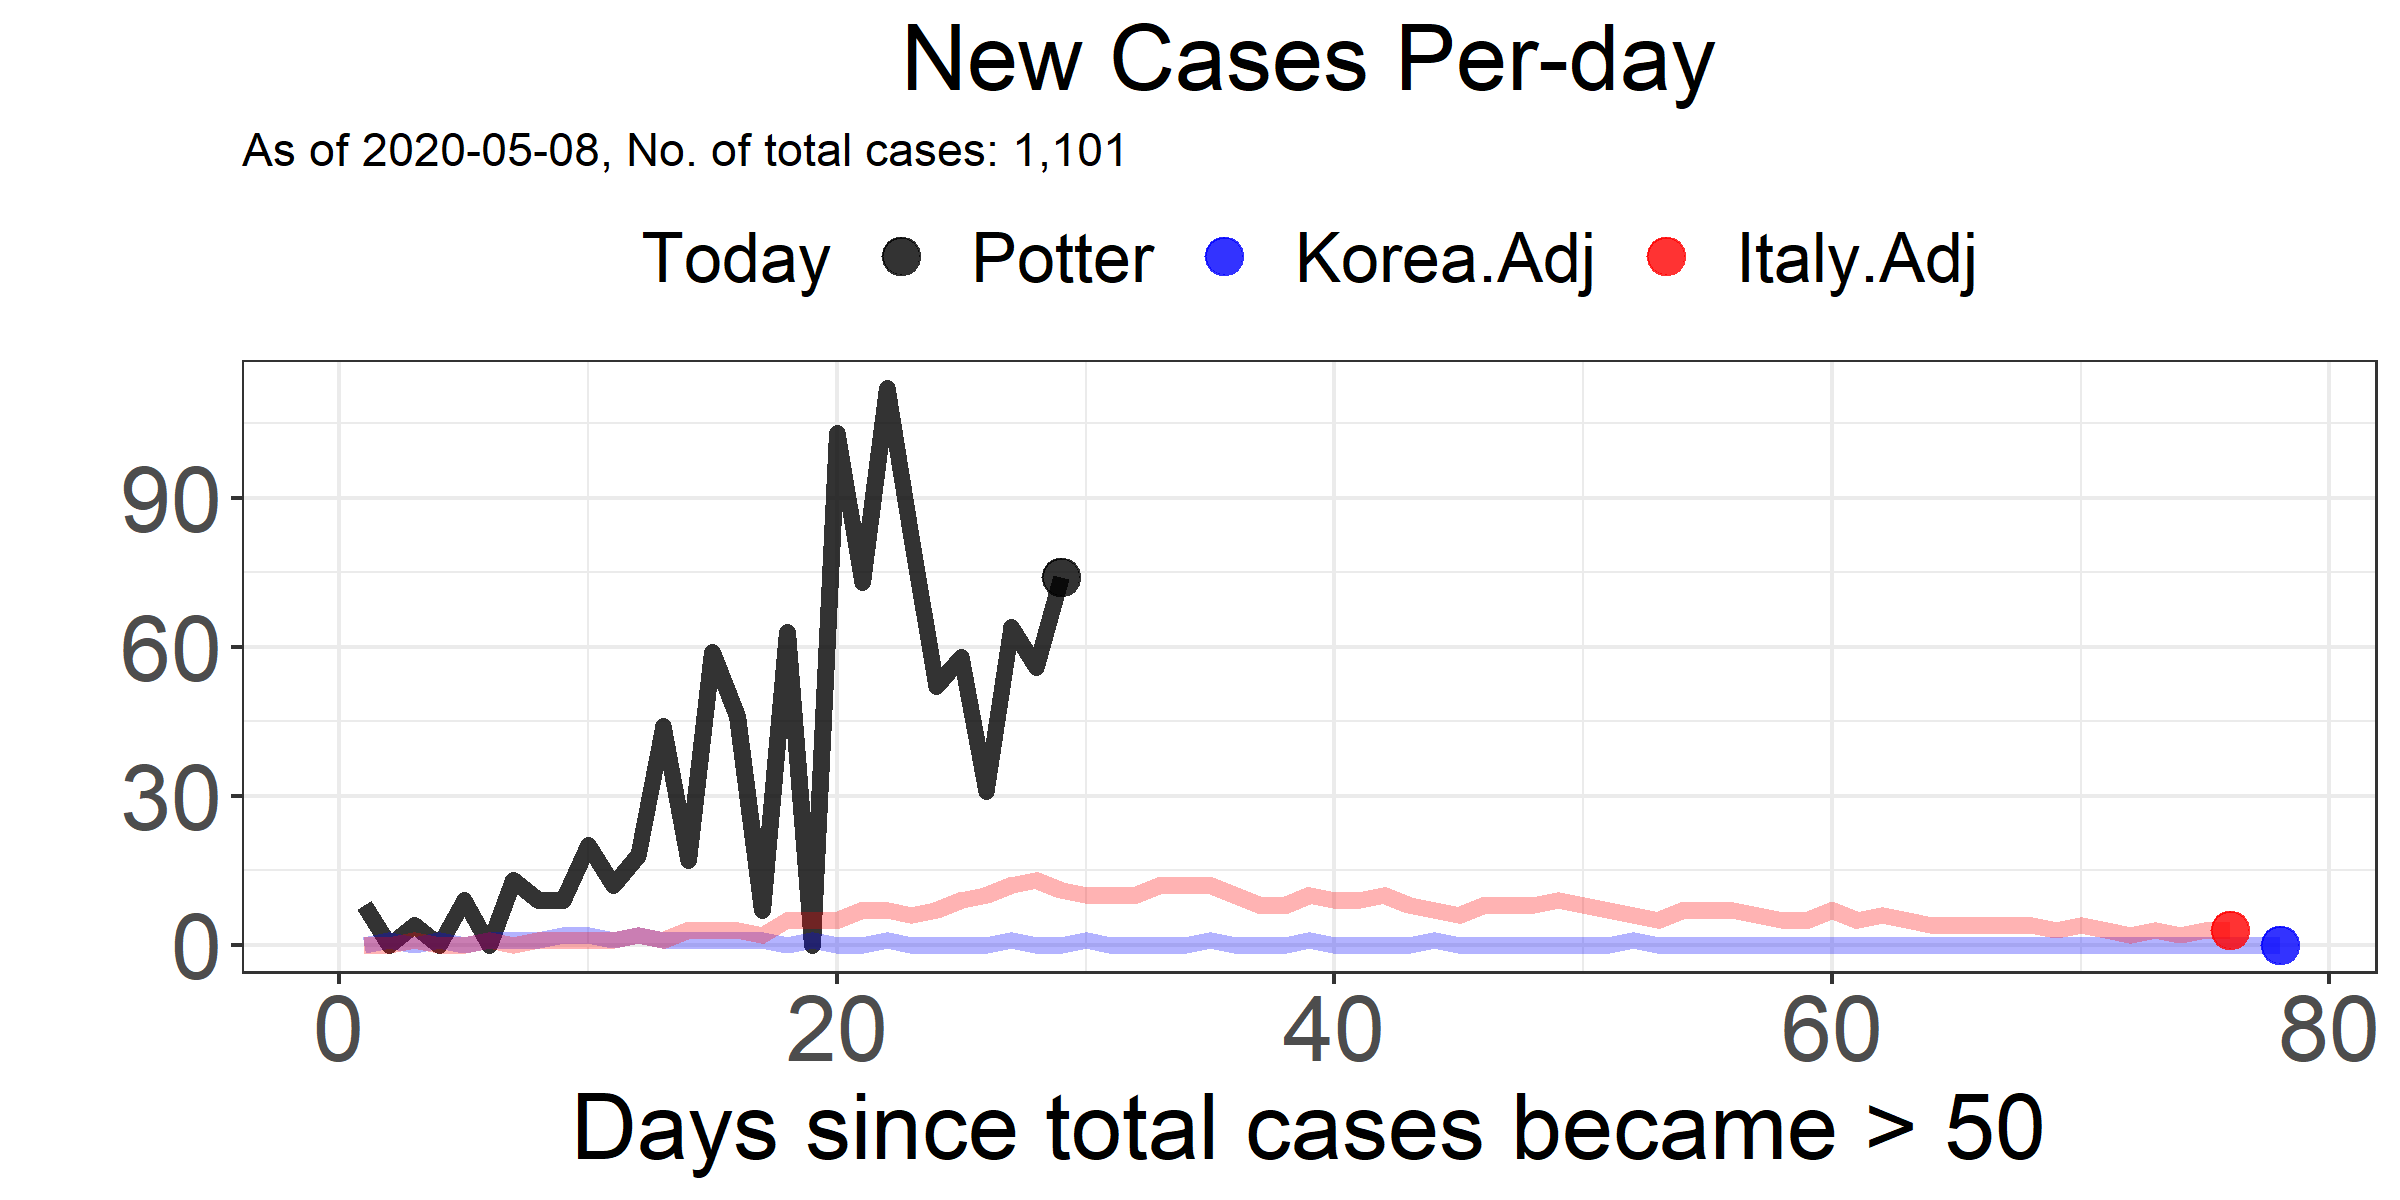 New Cases Per-day
As of 2020-05-08, No. of total cases: 1,101
Today Potter Korea.Adj Italy.Adj
90
60
30
0
0 20 40 60 80
Days since total cases became > 50